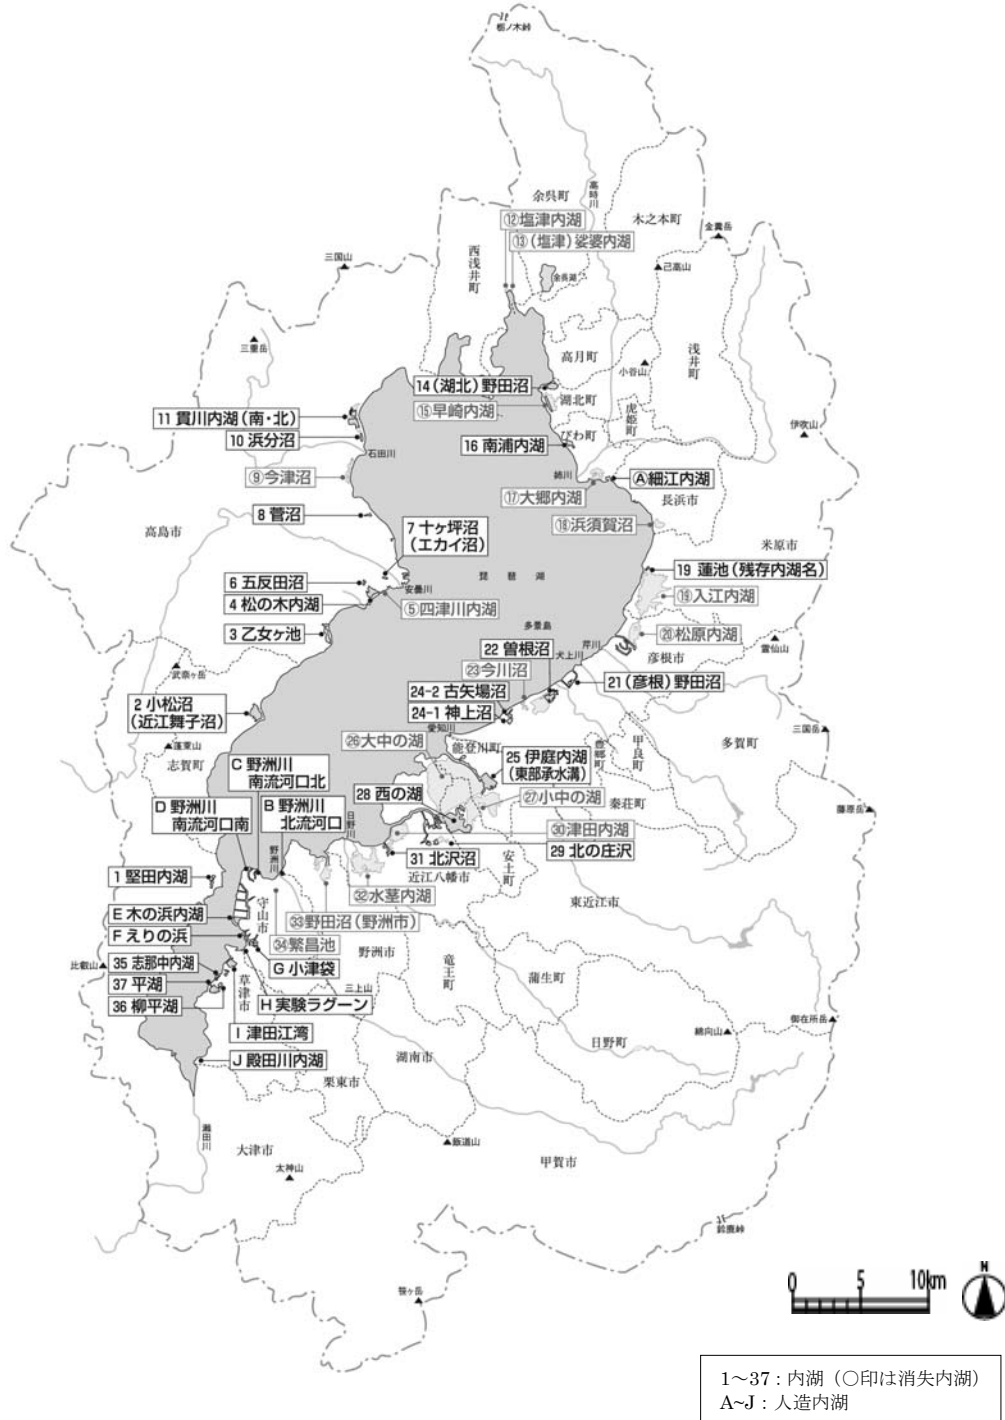 栃ノ木峠
余呉町
高時川
木之本町
⑫塩津内湖
⑬(塩津)娑婆内湖
金糞岳
西浅井町
余呉湖
己高山
三国山
三重岳
高月町
小谷山
浅井町
14(湖北)野田沼
⑮早崎内湖
湖北町
虎姫町
びわ町
伊吹山
11 貫川内湖(南・北)
10 浜分沼
石田川
16 南浦内湖
⑨今津沼
姉川
Ⓐ細江内湖
⑰大郷内湖
長浜市
8 菅沼
⑱浜須賀沼
高島市
7 十ヶ坪沼
(エカイ沼)
米原市
琵琶湖
19 蓮池(残存内湖名)
6 五反田沼
安曇川
4 松の木内湖
⑤四津川内湖
⑲入江内湖
3 乙女ヶ池
多景島
芹川
⑳松原内湖
22 曽根沼
犬上川
彦根市
霊仙山
㉓今川沼
武奈ヶ岳
21(彦根)野田沼
24-2 古矢場沼
24-1 神上沼
2 小松沼
(近江舞子沼)
愛知川
三国岳
蓬莱山
㉖大中の湖
能登川町
豊郷町
甲良町
多賀町
志賀町
C 野洲川
南流河口北
25 伊庭内湖
(東部承水溝)
D 野洲川
南流河口南
B 野洲川
北流河口
28 西の湖
㉗小中の湖
秦荘町
藤原岳
日野川
㉚津田内湖
29 北の庄沢
野洲川
31 北沢沼
安土町
1 堅田内湖
近江八幡市
㉜水茎内湖
東近江市
E 木の浜内湖
守山市
㉝野田沼(野洲市)
F えりの浜
㉞繁昌池
野洲市
竜王町
35 志那中内湖
G 小津袋
比叡山
蒲生町
37 平湖
草津市
三上山
36 柳平湖
H 実験ラグーン
御在所岳
I 津田江湾
綿向山
日野町
J 殿田川内湖
湖南市
栗東市
瀬田川
大津市
飯道山
太神山
甲賀市
鈴鹿峠
笹ヶ岳
0 5 10km
N
1～37：内湖（○印は消失内湖）
A~J：人造内湖